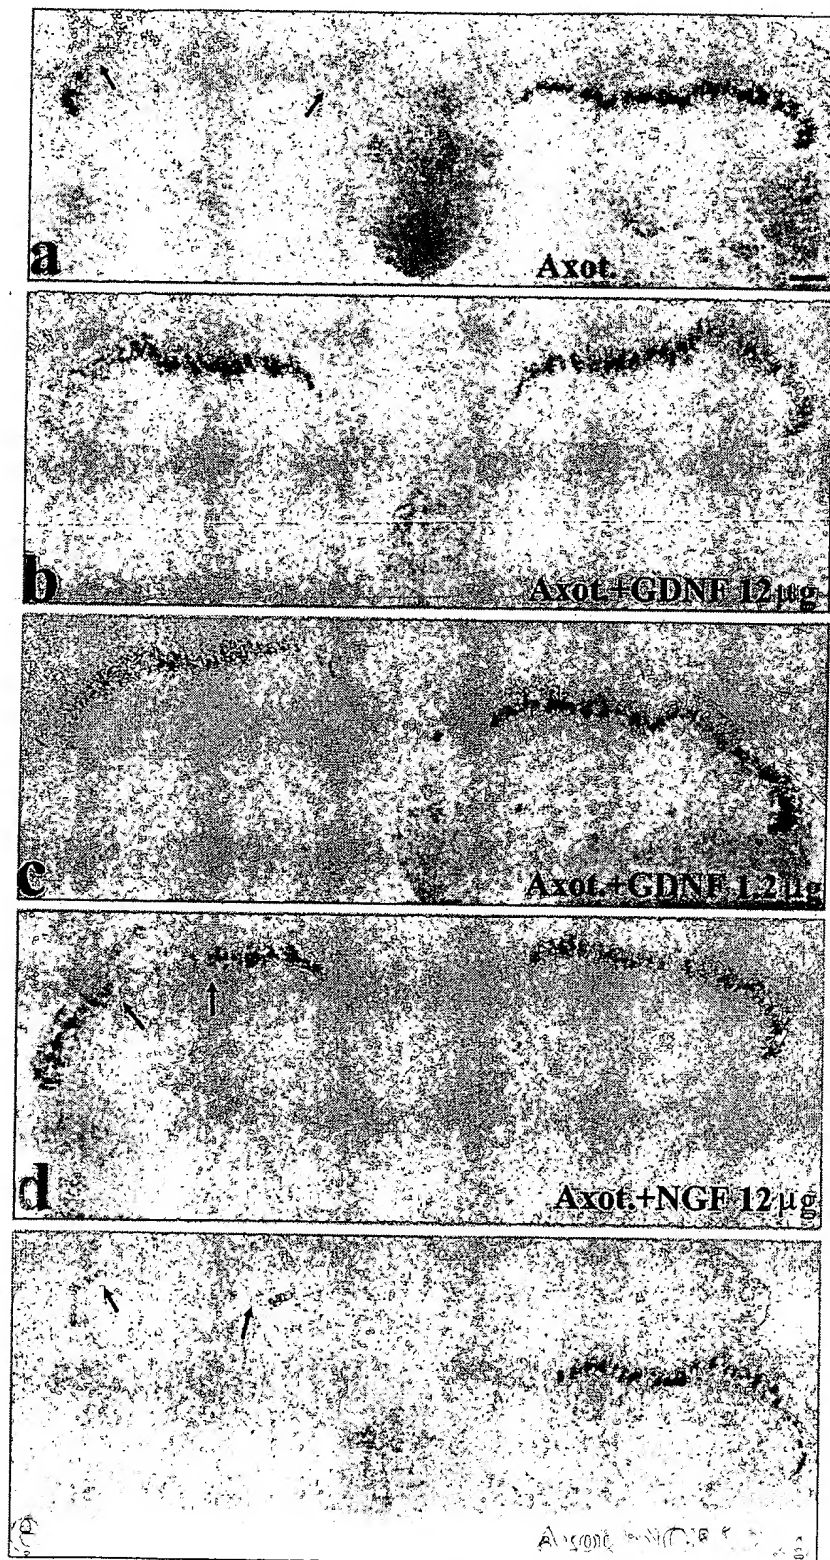 a
Axot.
b
Axot.+GDNF 12 μg
c
Axot.+GDNF 1.2 μg
d
Axot.+NGF 12 μg